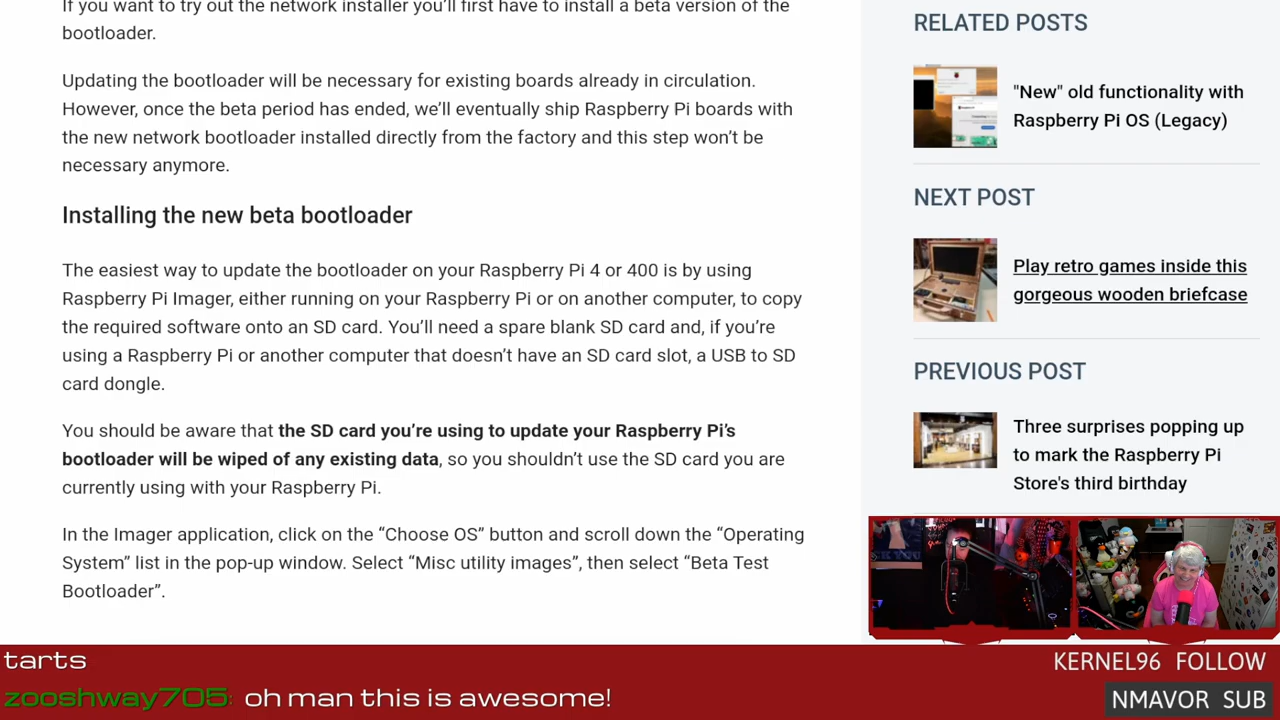 If you want to try out the network installer you'll first have to install a beta version of the
bootloader.
Updating the bootloader will be necessary for existing boards already in circulation.
However, once the beta period has ended, we'll eventually ship Raspberry Pi boards with
the new network bootloader installed directly from the factory and this step won't be
necessary anymore.
Installing the new beta bootloader
The easiest way to update the bootloader on your Raspberry Pi 4 or 400 is by using
Raspberry Pi Imager, either running on your Raspberry Pi or on another computer, to copy
the required software onto an SD card. You'll need a spare blank SD card and, if you're
using a Raspberry Pi or another computer that doesn't have an SD card slot, a USB to SD
card dongle.
You should be aware that the SD card you're using to update your Raspberry Pi's
bootloader will be wiped of any existing data, so you shouldn't use the SD card you are
currently using with your Raspberry Pi.
In the Imager application, click on the “Choose OS” button and scroll down the “Operating
System” list in the pop-up window. Select “Misc utility images”, then select “Beta Test
Bootloader”.
RELATED POSTS
"New" old functionality with
Raspberry Pi OS (Legacy)
NEXT POST
Play retro games inside this
gorgeous wooden briefcase
PREVIOUS POST
Three surprises popping up
to mark the Raspberry Pi
Store's third birthday
tarts
zooshway705: oh man this is awesome!
KERNEL96 FOLLOW
NMAVOR SUB